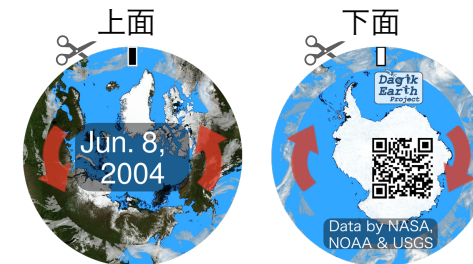 上面
下面
Jun. 8,
2004
Dagik
Earth
Project
Data by NASA,
NOAA & USGS